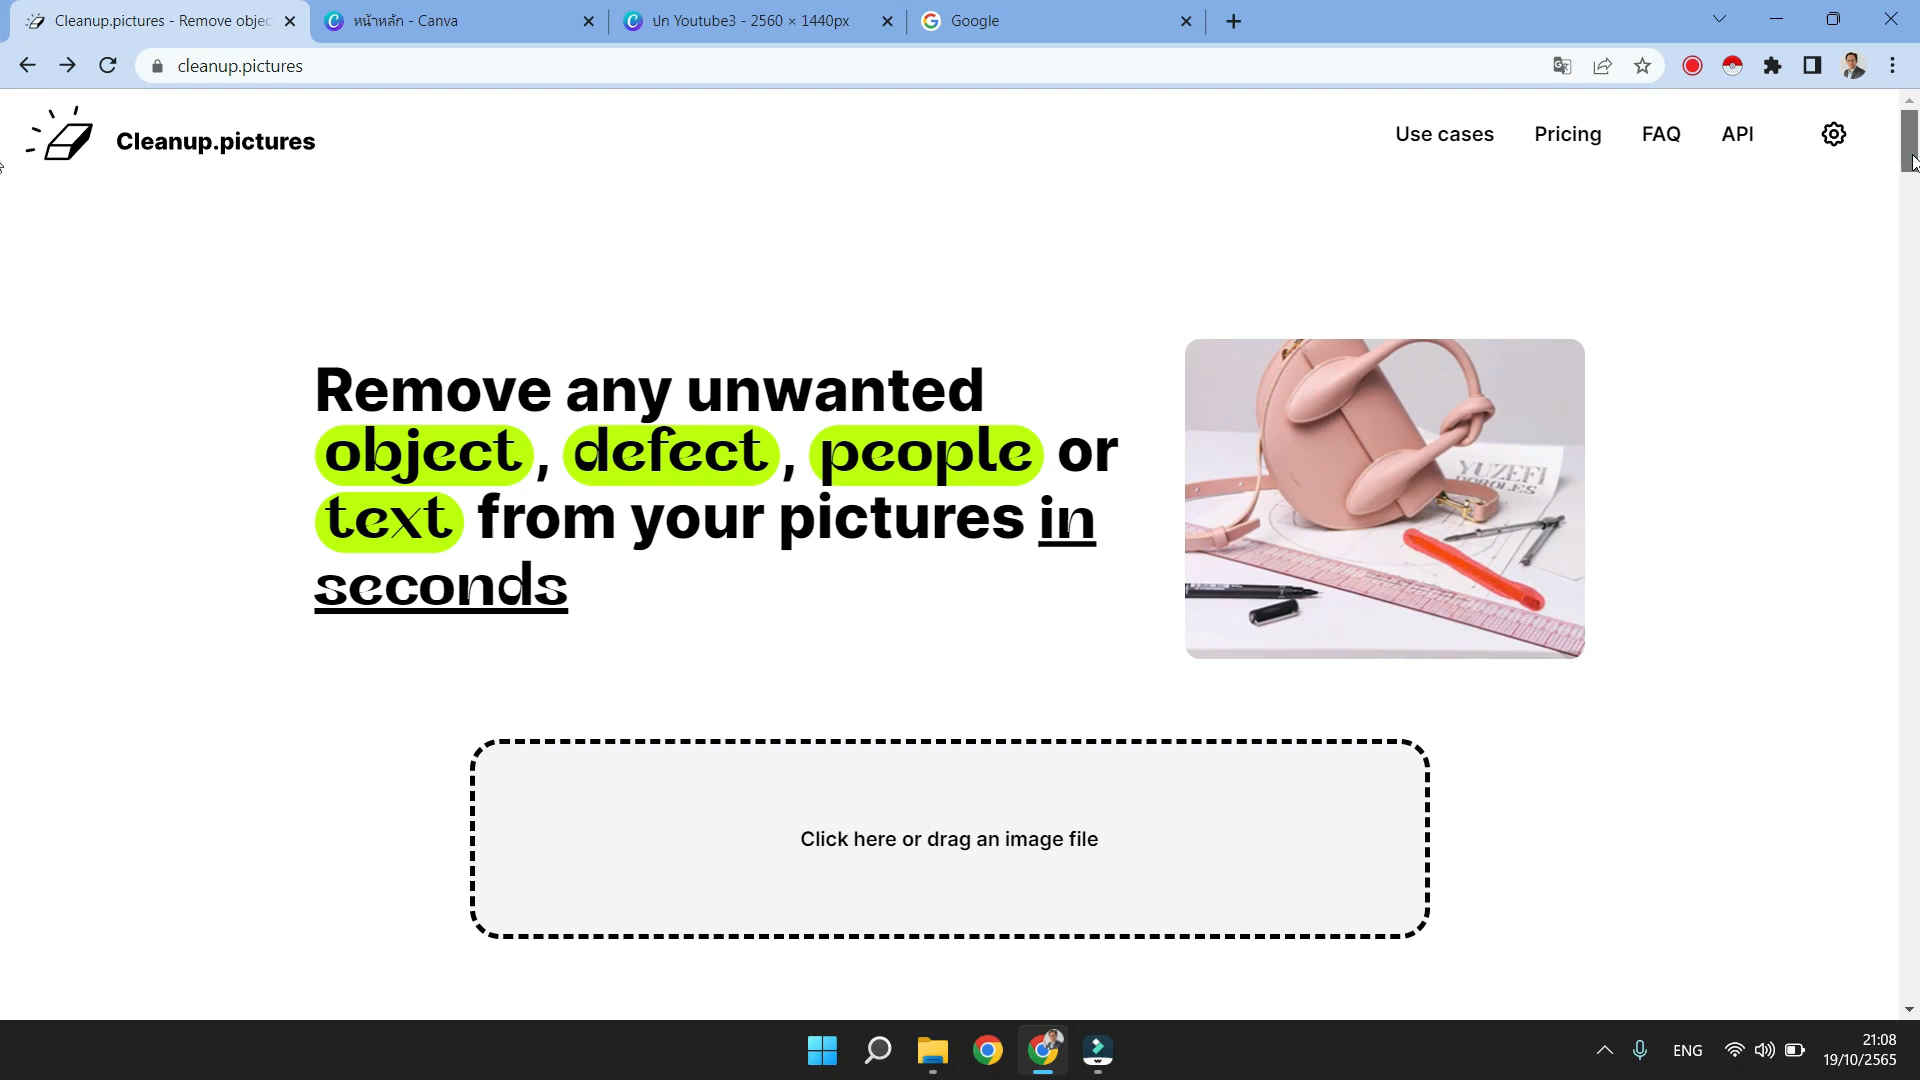 Cleanup.pictures - Remove objec
หน้าหลัก - Canva
ปก Youtube3 - 2560 × 1440px
Google
cleanup.pictures
Cleanup.pictures
Use cases
Pricing
FAQ
API
Remove any unwanted
object, defect, people or
text from your pictures in
seconds
YUZEFI
Click here or drag an image file
ENG
21:08
19/10/2565